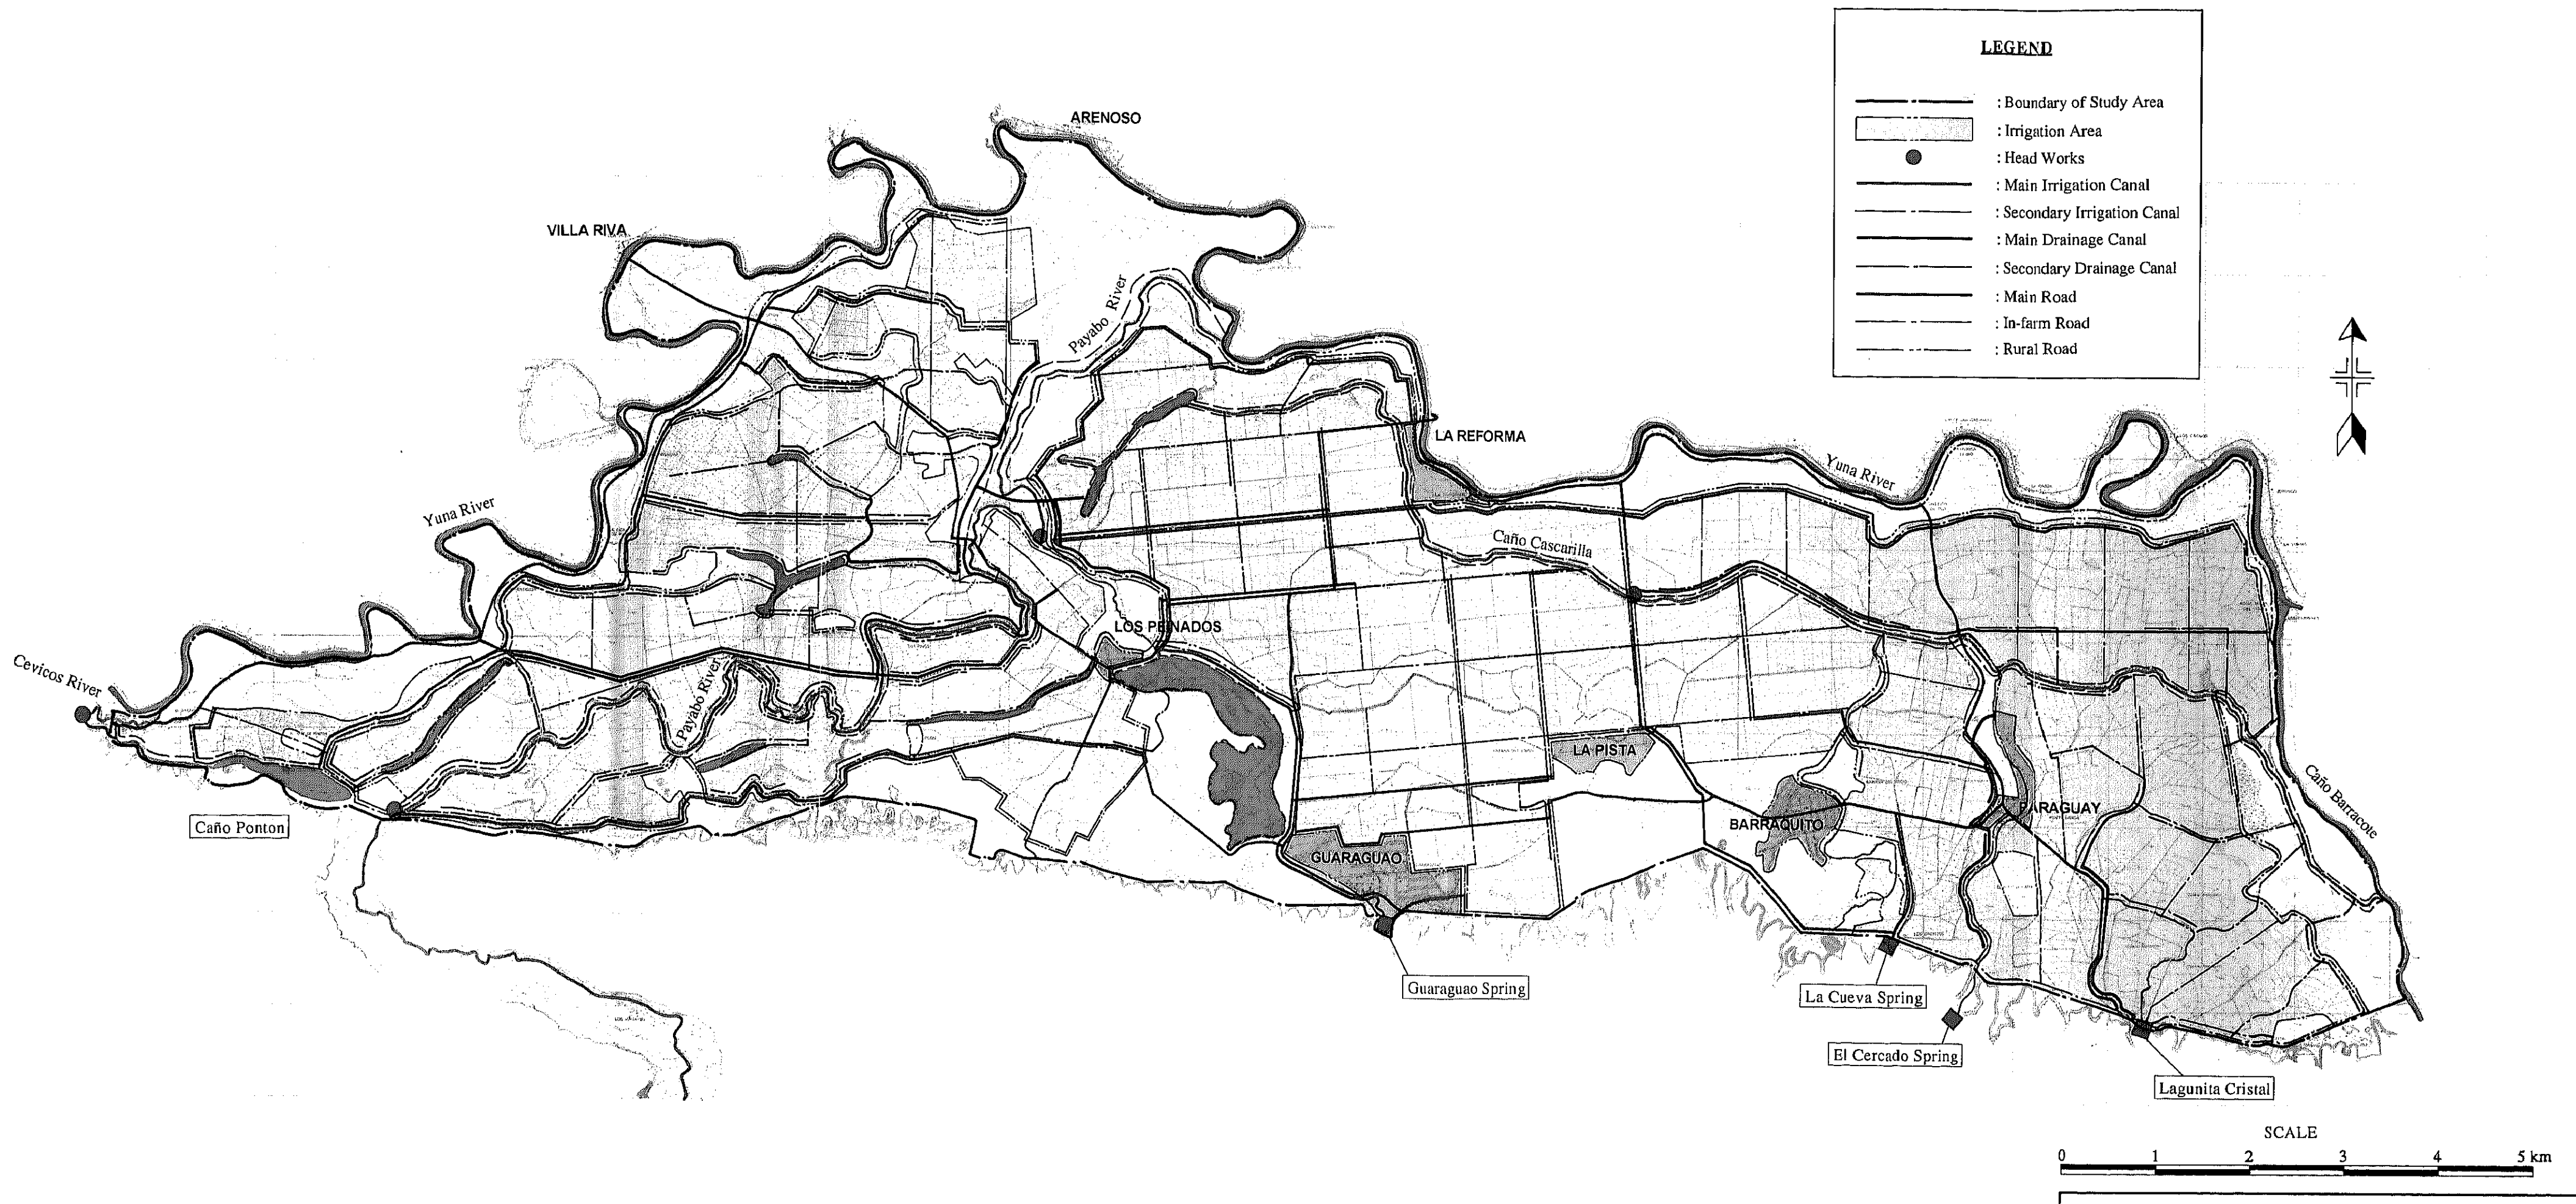 LEGEND
: Boundary of Study Area
: Irrigation Area
: Head Works
: Main Irrigation Canal
: Secondary Irrigation Canal
: Main Drainage Canal
: Secondary Drainage Canal
: Main Road
: In-farm Road
: Rural Road
ARENOSO
VILLA RIVA
Payabo River
LA REFORMA
Yuna River
Yuna River
Caño Cascarilla
LOS PEINADOS
Cevicos River
Payabo River
LA PISTA
Caño Barracote
PARAGUAY
BARRAQUITO
Caño Ponton
GUARAGUAO
Guaraguao Spring
La Cueva Spring
El Cercado Spring
Lagunita Cristal
SCALE
0 1 2 3 4 5 km